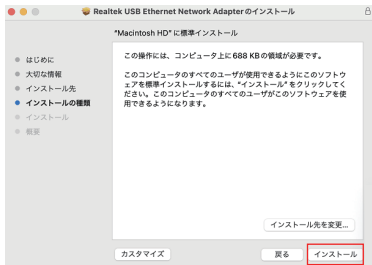 Realtek USB Ethernet Network Adapter のインストール
"Macintosh HD" に標準インストール
はじめに
大切な情報
インストール先
インストールの種類
インストール
概要
この操作には、コンピュータ上に 688 KB の領域が必要です。
このコンピュータのすべてのユーザが使用できるようにこのソフトウ
ェアを標準インストールするには、"インストール" をクリックしてく
ださい。このコンピュータのすべてのユーザがこのソフトウェアを使
用できるようになります。
インストール先を変更...
カスタマイズ
戻る
インストール